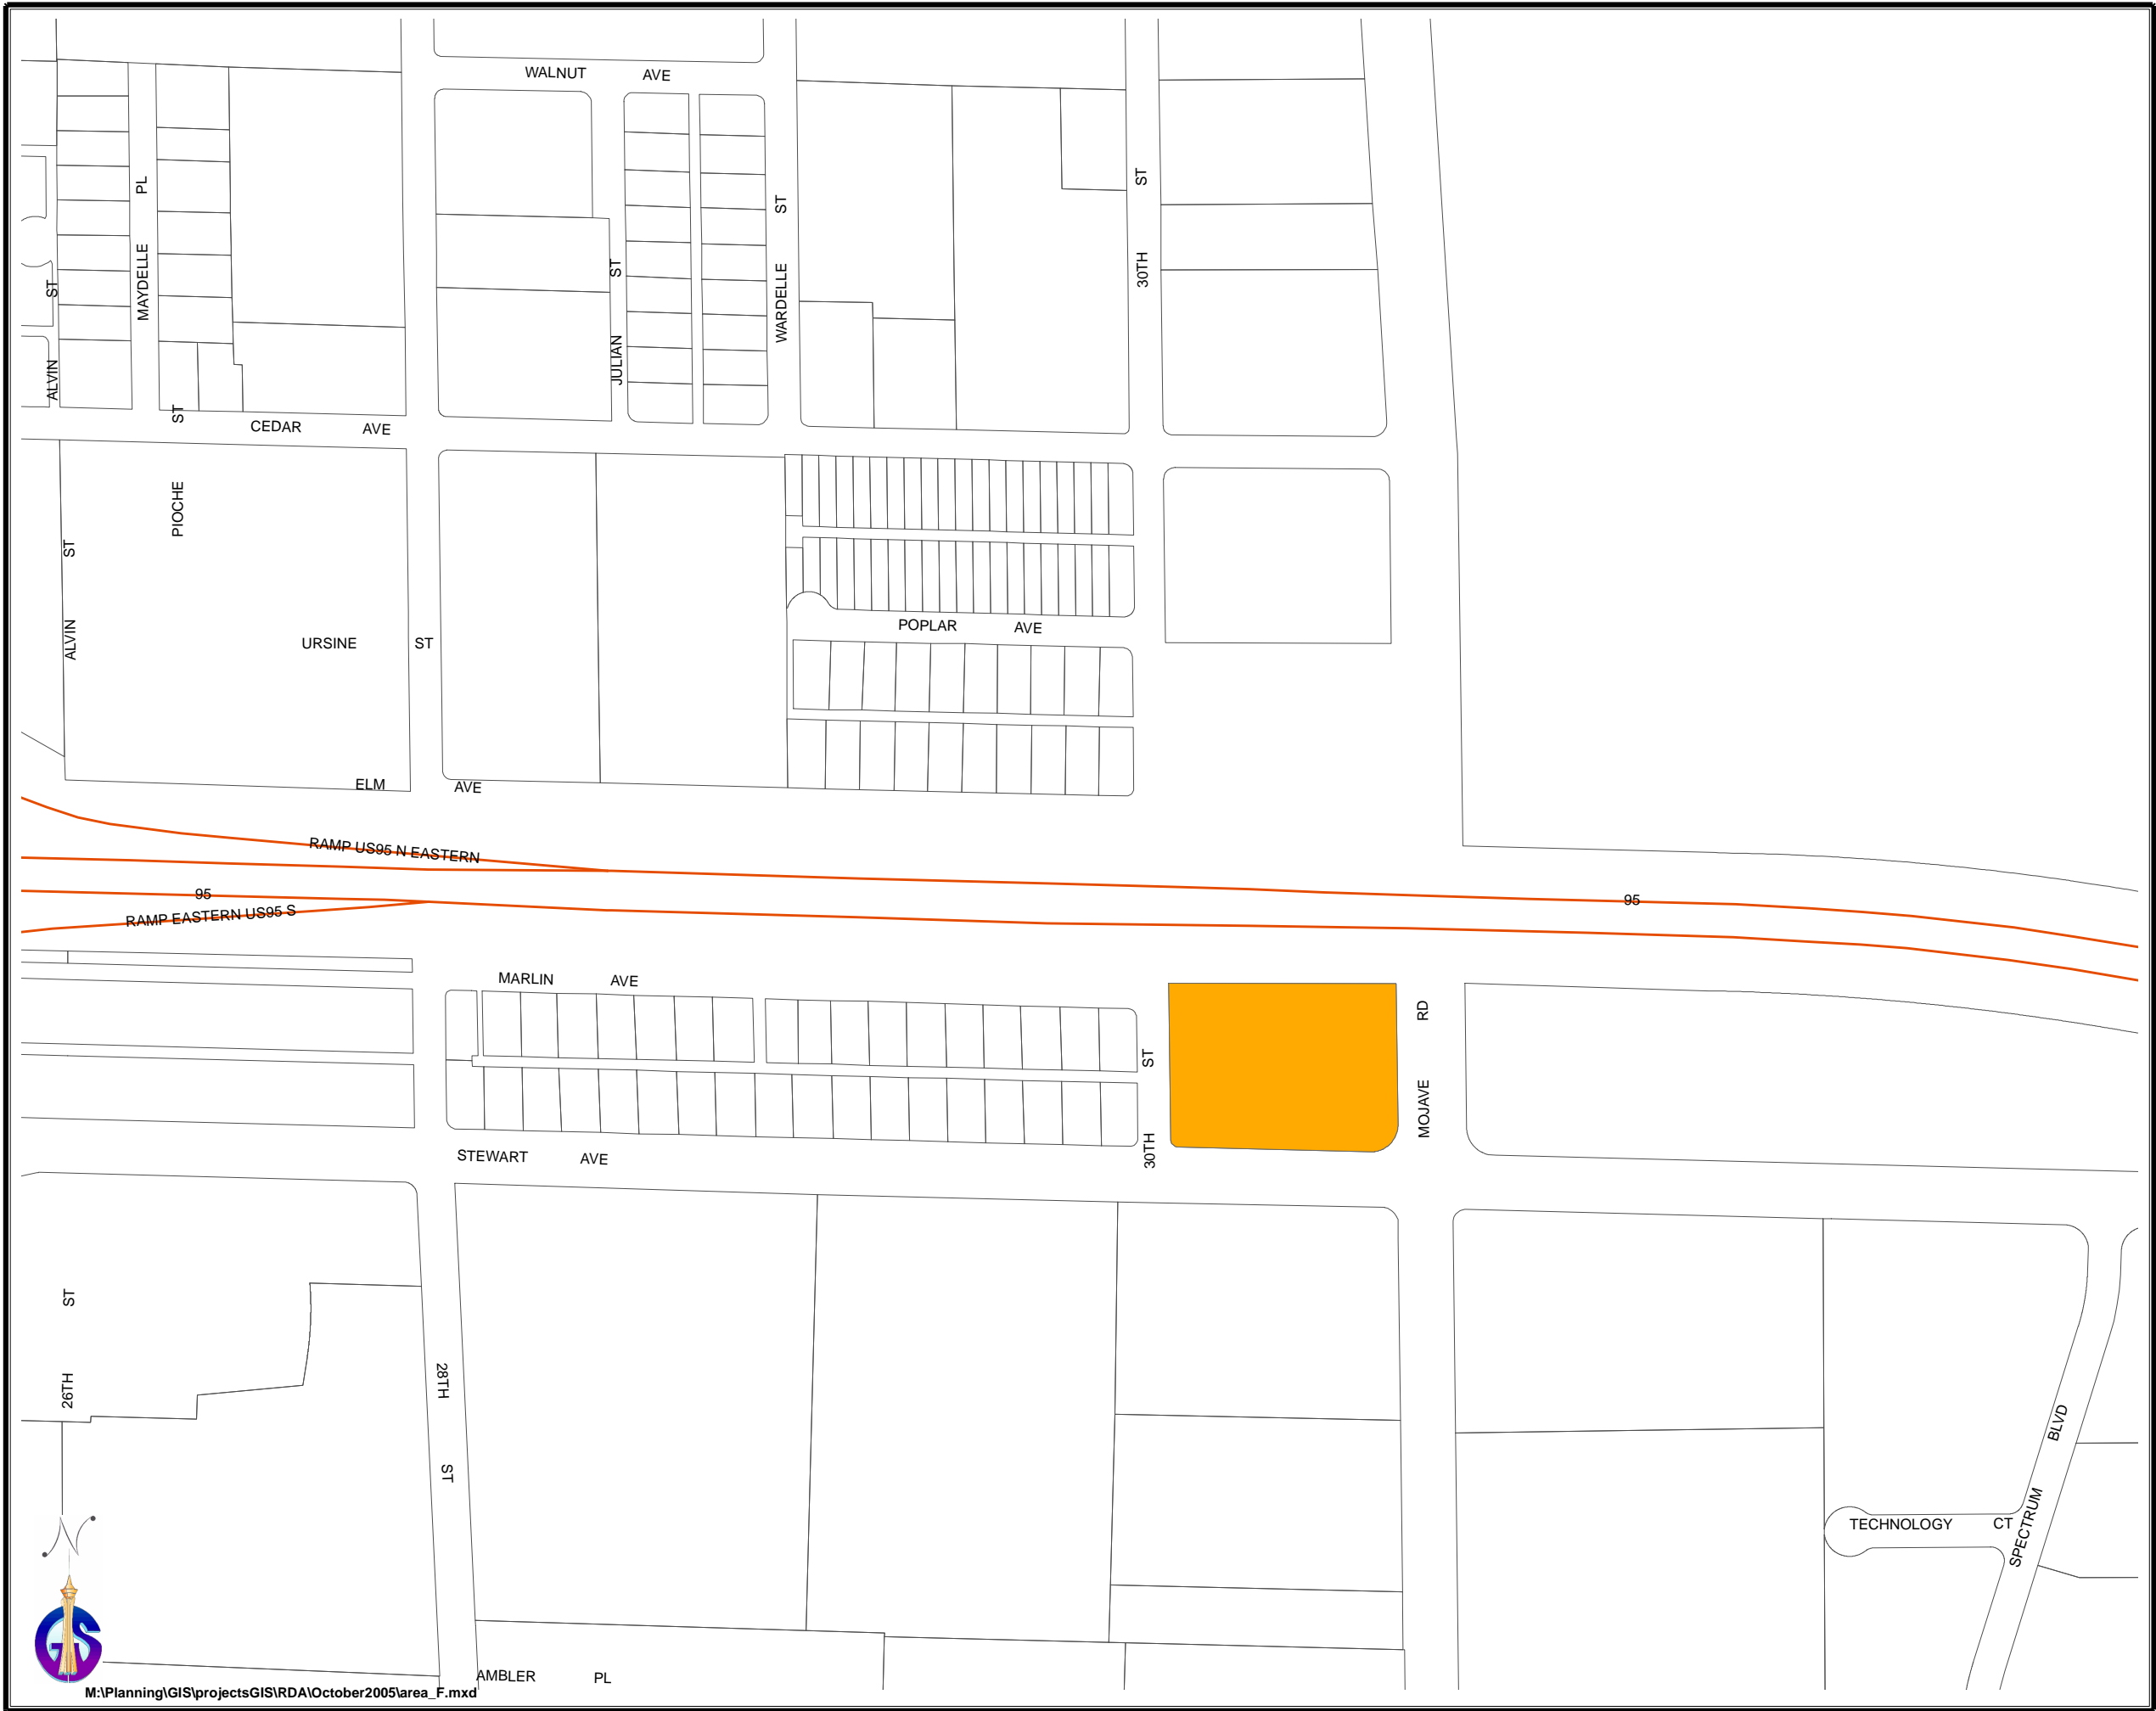 WALNUT AVE
MAYDELLE PL
ALVIN ST
JULIAN ST
WARDELLE ST
30TH ST
CEDAR AVE
PIOCHE ST
ALVIN ST
URSINE ST
POPLAR AVE
ELM AVE
RAMP US95 N EASTERN
95
95
RAMP EASTERN US95 S
MARLIN AVE
30TH ST
MOJAVE RD
STEWART AVE
26TH ST
28TH ST
SPECTRUM BLVD
TECHNOLOGY CT
AMBLER PL
N
GIS
M:\Planning\GIS\projectsGIS\RDA\October2005\area_F.mxd